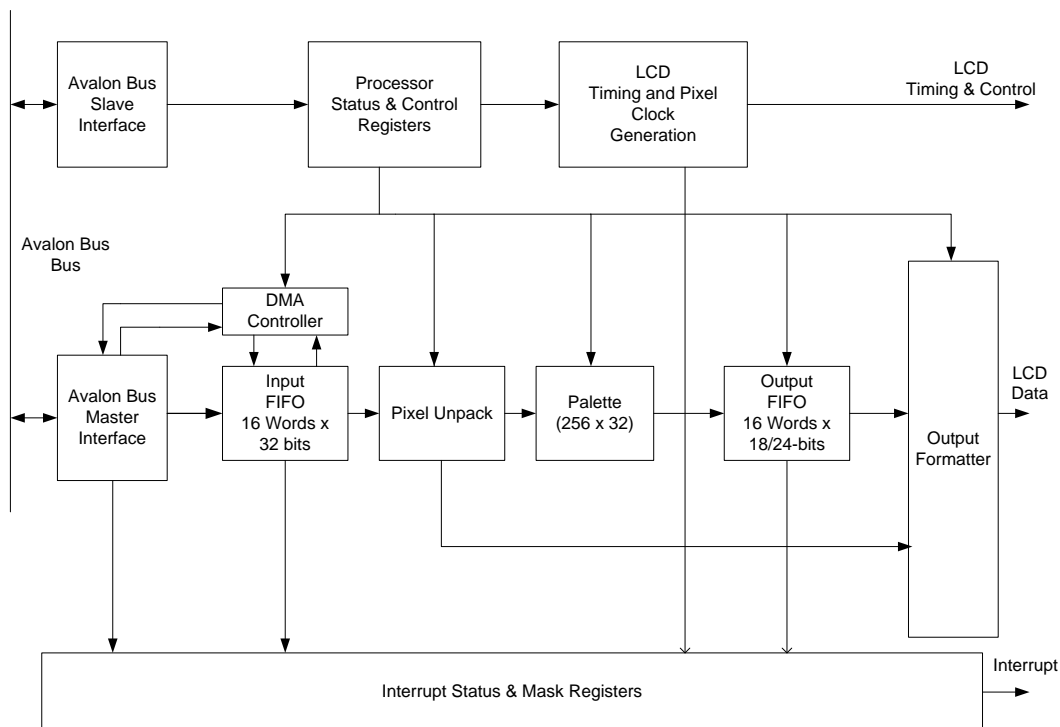 Avalon Bus
Slave
Interface
Processor
Status & Control
Registers
LCD
Timing and Pixel
Clock
Generation
LCD
Timing & Control
Avalon Bus
Bus
DMA
Controller
Avalon Bus
Master
Interface
Input
FIFO
16 Words x
32 bits
Pixel Unpack
Palette
(256 x 32)
Output
FIFO
16 Words x
18/24-bits
Output
Formatter
LCD
Data
Interrupt Status & Mask Registers
Interrupt